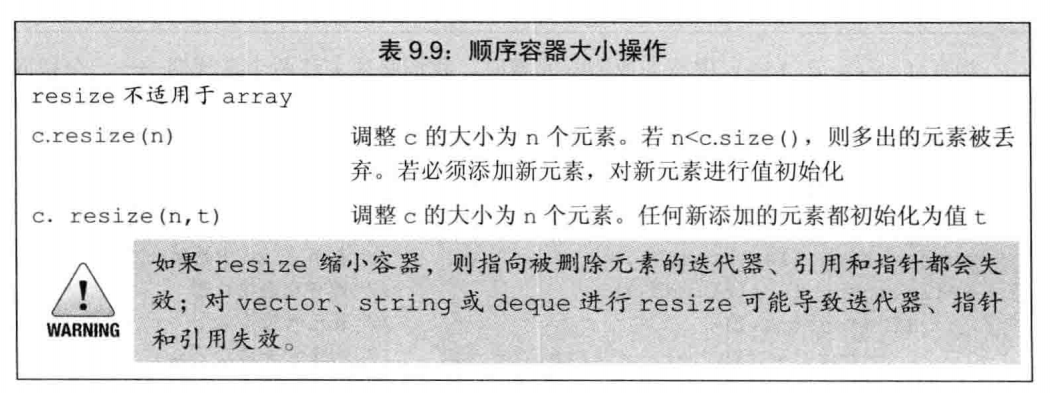 表 9.9：顺序容器大小操作
resize 不适用于 array
c.resize(n) 调整 c 的大小为 n 个元素。若 n<c.size()，则多出的元素被丢
弃。若必须添加新元素，对新元素进行值初始化
c. resize(n,t) 调整 c 的大小为 n 个元素。任何新添加的元素都初始化为值 t
如果 resize 缩小容器，则指向被删除元素的迭代器、引用和指针都会失
效；对 vector、string 或 deque 进行 resize 可能导致迭代器、指针
和引用失效。
WARNING